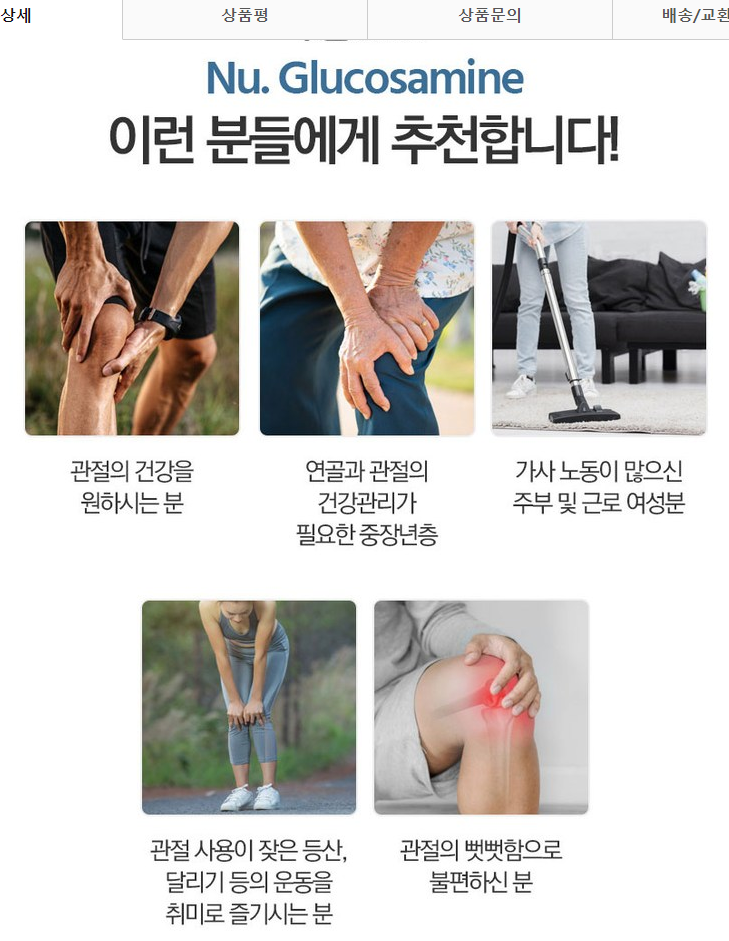 상세 상품평 상품문의 배송/교환
Nu. Glucosamine
이런 분들에게 추천합니다!
관절의 건강을
원하시는 분
연골과 관절의
건강관리가
필요한 중장년층
가사 노동이 많으신
주부 및 근로 여성분
관절 사용이 잦은 등산,
달리기 등의 운동을
취미로 즐기시는 분
관절의 뻣뻣함으로
불편하신 분